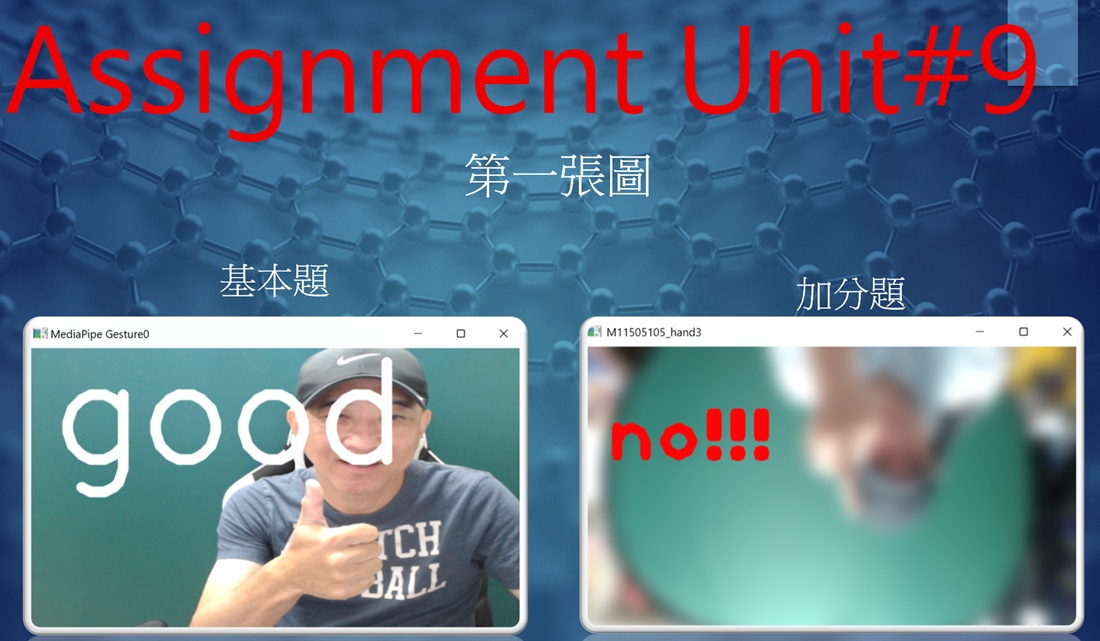 Assignment Unit#9
第一張圖
基本題
加分題
MediaPipe Gesture0
good
TCH
BALL
M11505105_hand3
no!!!